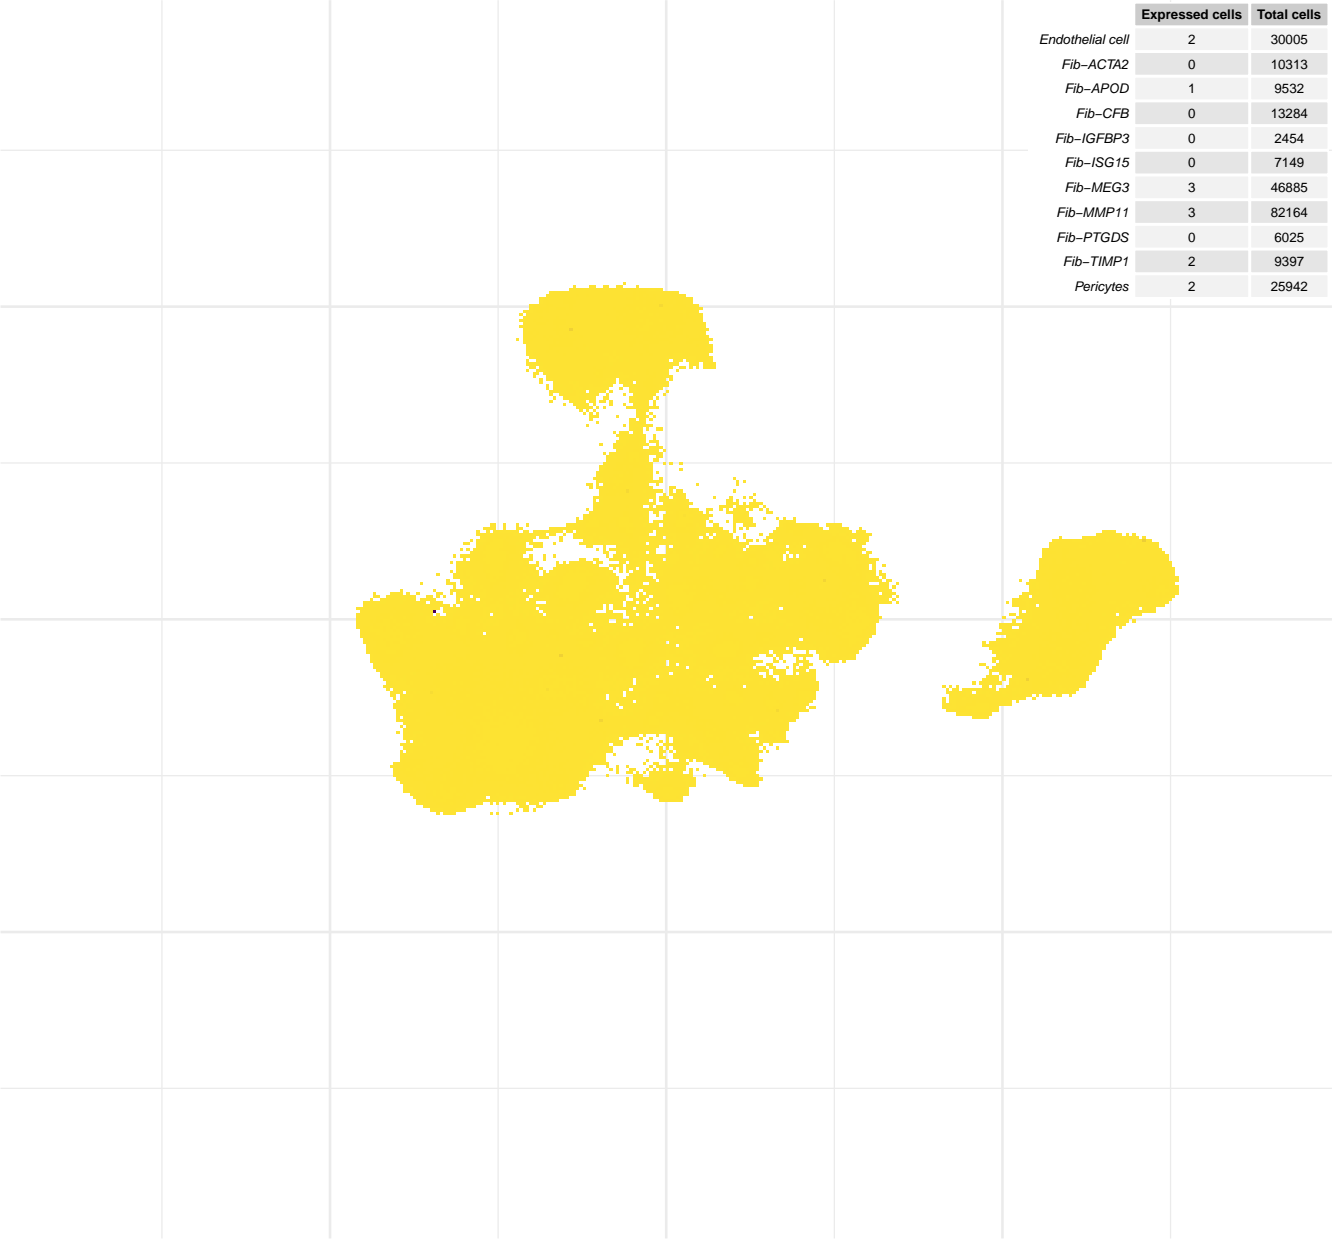 Expressed cells Total cells
Endothelial cell 2 30005
Fib−ACTA2 0 10313
Fib−APOD 1 9532
Fib−CFB 0 13284
Fib−IGFBP3 0 2454
Fib−ISG15 0 7149
Fib−MEG3 3 46885
Fib−MMP11 3 82164
Fib−PTGDS 0 6025
Fib−TIMP1 2 9397
Pericytes 2 25942